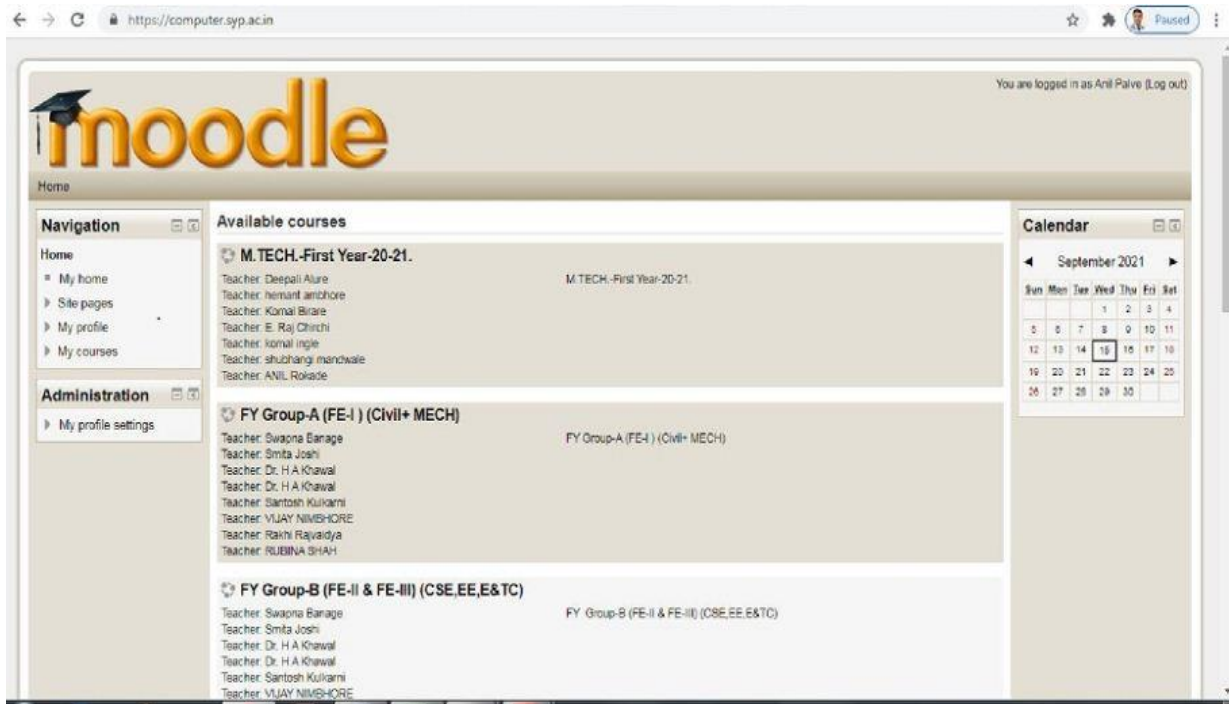 https://computer.syp.ac.in
Paused
You are logged in as Anil Palve (Log out)
moodle
Home
Navigation
Home
My home
Site pages
My profile
My courses
Administration
My profile settings
Available courses
M.TECH.-First Year-20-21.
Teacher: Deepali Alure
M.TECH.-First Year-20-21.
Teacher: hemant ambhore
Teacher: Komal Birare
Teacher: E. Raj Chirchi
Teacher: komal ingle
Teacher: shubhangi mandwale
Teacher: ANIL Rokade
FY Group-A (FE-I ) (Civil+ MECH)
Teacher: Swapna Banage
FY Group-A (FE-I ) (Civil+ MECH)
Teacher: Smita Joshi
Teacher: Dr. H A Khawal
Teacher: Dr. H A Khawal
Teacher: Santosh Kulkarni
Teacher: VIJAY NIMBHORE
Teacher: Rakhi Rajvaidya
Teacher: RUBINA SHAH
FY Group-B (FE-II & FE-III) (CSE,EE,E&TC)
Teacher: Swapna Banage
FY Group-B (FE-II & FE-III) (CSE,EE,E&TC)
Teacher: Smita Joshi
Teacher: Dr. H A Khawal
Teacher: Dr. H A Khawal
Teacher: Santosh Kulkarni
Teacher: VIJAY NIMBHORE
Calendar
September 2021
Sun Mon Tue Wed Thu Fri Sat
1 2 3 4
5 6 7 8 9 10 11
12 13 14 15 16 17 18
19 20 21 22 23 24 25
26 27 28 29 30